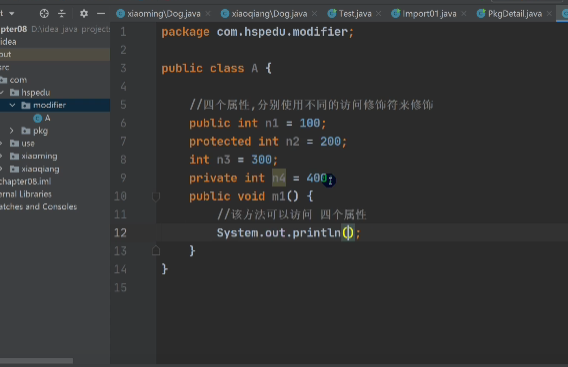 xiaoming\Dog.java
xiaoqiang\Dog.java
Test.java
Import01.java
PkgDetail.java
pter08 D:\idea java projects
idea
out
src
com
hspedu
modifier
A
pkg
use
xiaoming
xiaoqiang
chapter08.iml
ernal Libraries
atches and Consoles
1 package com.hspedu.modifier;
2
3 public class A {
4
5 //四个属性,分别使用不同的访问修饰符来修饰
6 public int n1 = 100;
7 protected int n2 = 200;
8 int n3 = 300;
9 private int n4 = 400;
10 public void m1() {
11 //该方法可以访问 四个属性
12 System.out.println();
13 }
14 }
15